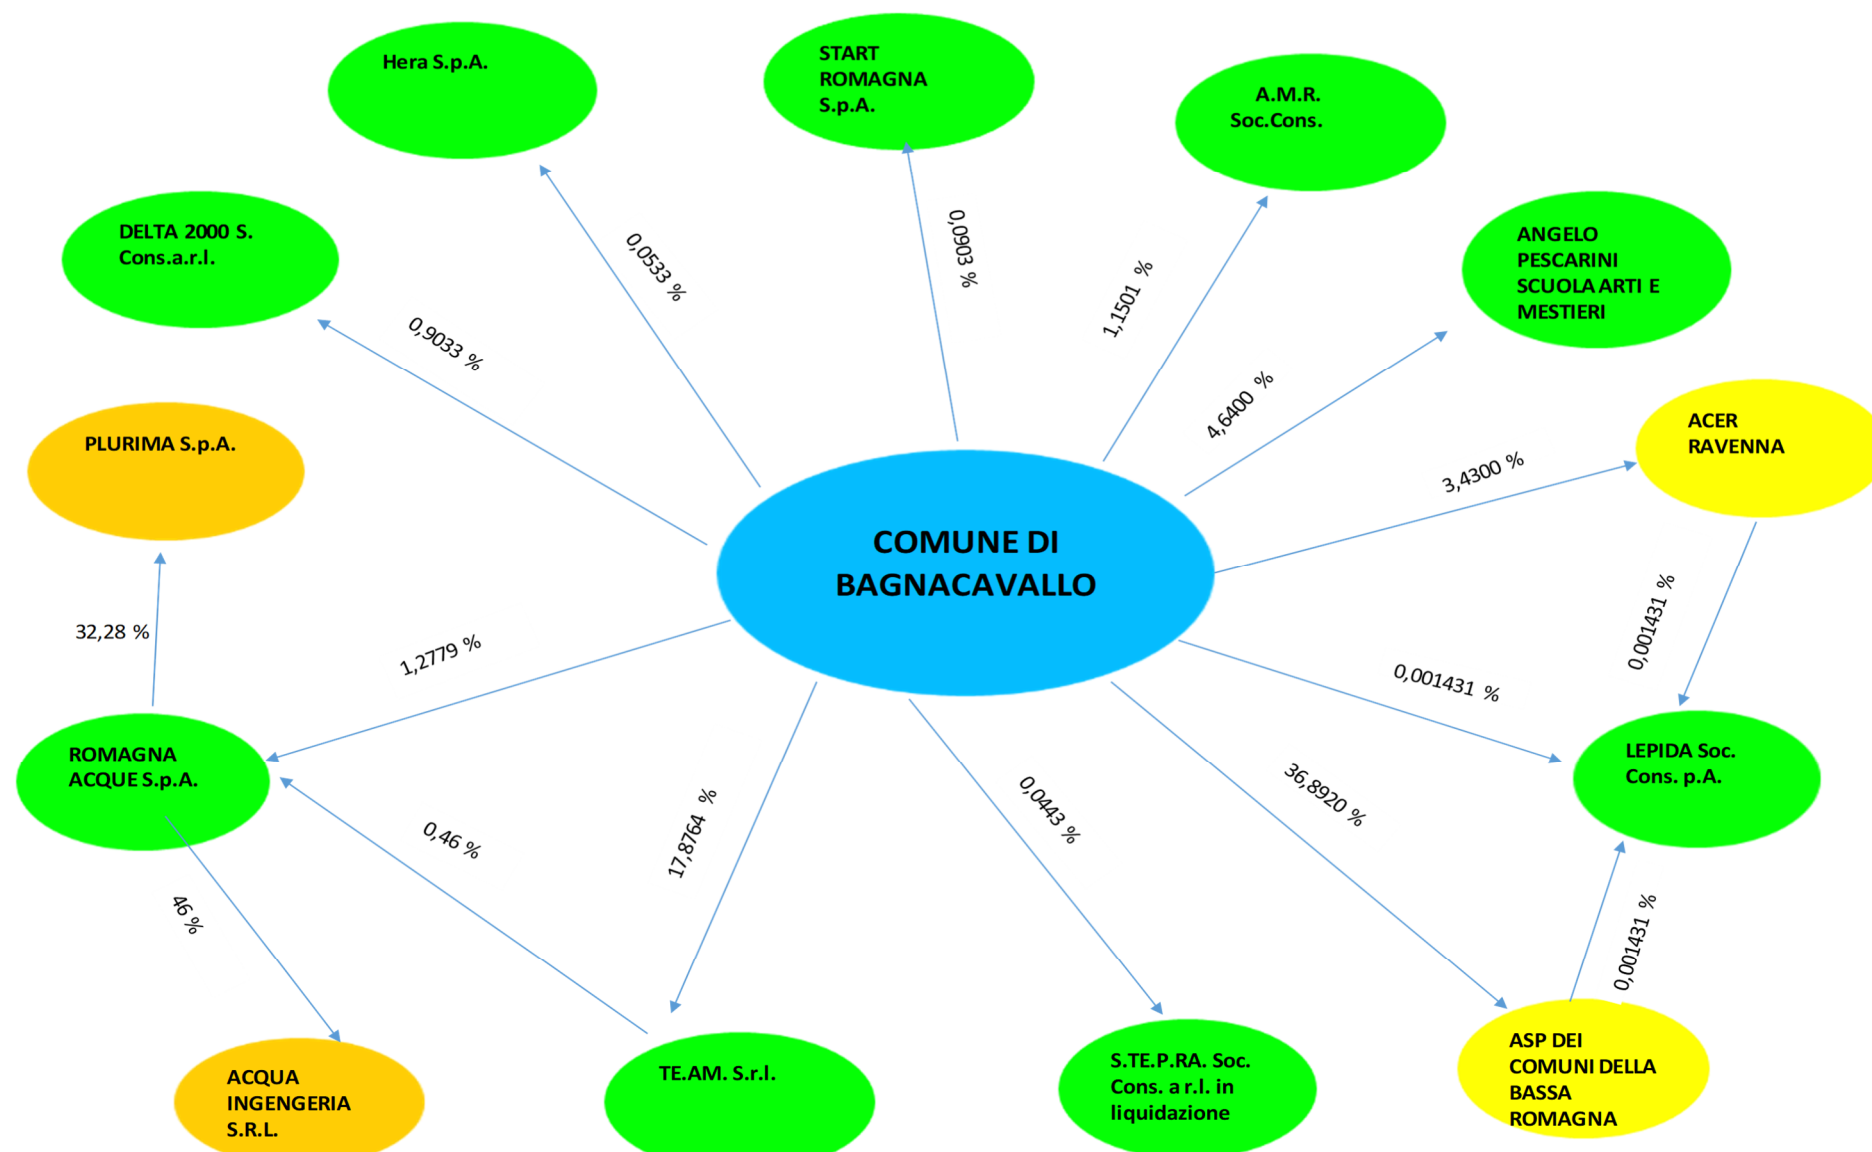 Hera S.p.A.
START
ROMAGNA
S.p.A.
A.M.R.
Soc.Cons.
DELTA 2000 S.
Cons.a.r.l.
ANGELO
PESCARINI
SCUOLA ARTI E
MESTIERI
0,0533 %
0,0903 %
1,1501 %
0,9033 %
4,6400 %
PLURIMA S.p.A.
ACER
RAVENNA
3,4300 %
COMUNE DI
BAGNACAVALLO
32,28 %
1,2779 %
0,001431 %
0,001431 %
ROMAGNA
ACQUE S.p.A.
LEPIDA Soc.
Cons. p.A.
0,46 %
17,8764 %
0,0443 %
36,8920 %
46 %
0,001431 %
ACQUA
INGENGERIA
S.R.L.
TE.AM. S.r.l.
S.TE.P.RA. Soc.
Cons. a r.l. in
liquidazione
ASP DEI
COMUNI DELLA
BASSA
ROMAGNA